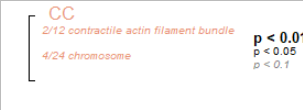 CC
2/12 contractile actin filament bundle
4/24 chromosome
p < 0.01
p < 0.05
p < 0.1